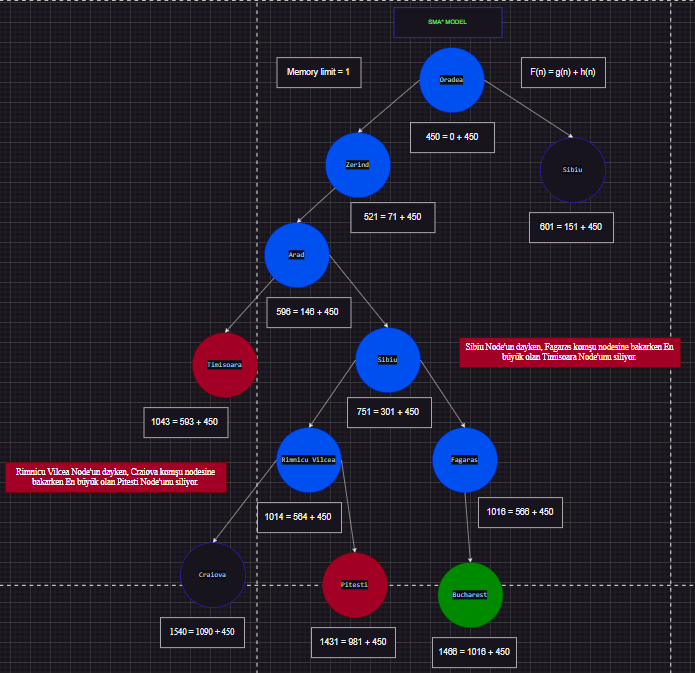 SMA* MODEL
Memory limit = 1
Oradea
F(n) = g(n) + h(n)
450 = 0 + 450
Zerind
Sibiu
521 = 71 + 450
601 = 151 + 450
Arad
596 = 146 + 450
Timisoara
Sibiu
Sibiu Node'un dayken, Fagaras komşu nodesine bakarken En
büyük olan Timisoara Node'unu siliyor.
1043 = 593 + 450
751 = 301 + 450
Rimnicu Vilcea
Fagaras
Rimnicu Vilcea Node'un dayken, Craiova komşu nodesine
bakarken En büyük olan Pitesti Node'unu siliyor.
1014 = 564 + 450
1016 = 566 + 450
Craiova
Pitesti
Bucharest
1540 = 1090 + 450
1431 = 981 + 450
1466 = 1016 + 450